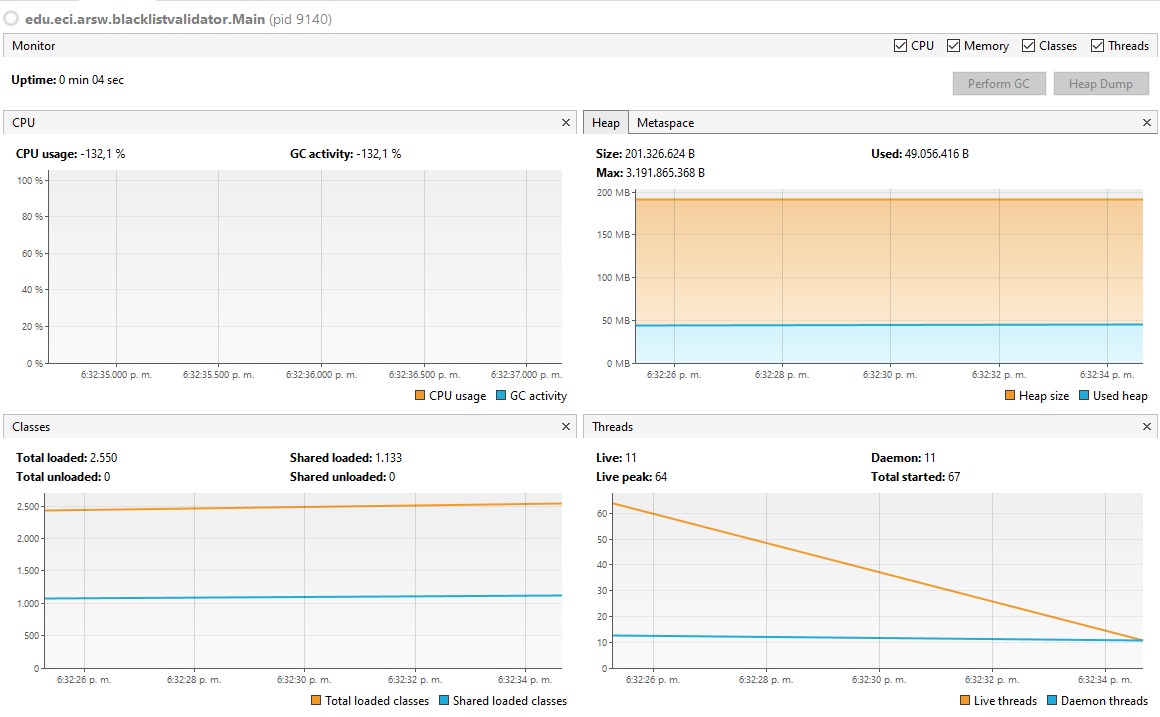 edu.eci.arsw.blacklistvalidator.Main (pid 9140)
Monitor
CPU Memory Classes Threads
Uptime: 0 min 04 sec
Perform GC Heap Dump
CPU
CPU usage: -132,1 % GC activity: -132,1 %
100 %
80 %
60 %
40 %
20 %
0 %
6:32:35.000 p. m. 6:32:35.500 p. m. 6:32:36.000 p. m. 6:32:36.500 p. m. 6:32:37.000 p. m.
CPU usage GC activity
Heap Metaspace
Size: 201.326.624 B Used: 49.056.416 B
Max: 3.191.865.368 B
200 MB
150 MB
100 MB
50 MB
0 MB
6:32:26 p. m. 6:32:28 p. m. 6:32:30 p. m. 6:32:32 p. m. 6:32:34 p. m.
Heap size Used heap
Classes
Total loaded: 2.550 Shared loaded: 1.133
Total unloaded: 0 Shared unloaded: 0
2.500
2.000
1.500
1.000
500
0
6:32:26 p. m. 6:32:28 p. m. 6:32:30 p. m. 6:32:32 p. m. 6:32:34 p. m.
Total loaded classes Shared loaded classes
Threads
Live: 11 Daemon: 11
Live peak: 64 Total started: 67
60
50
40
30
20
10
0
6:32:26 p. m. 6:32:28 p. m. 6:32:30 p. m. 6:32:32 p. m. 6:32:34 p. m.
Live threads Daemon threads